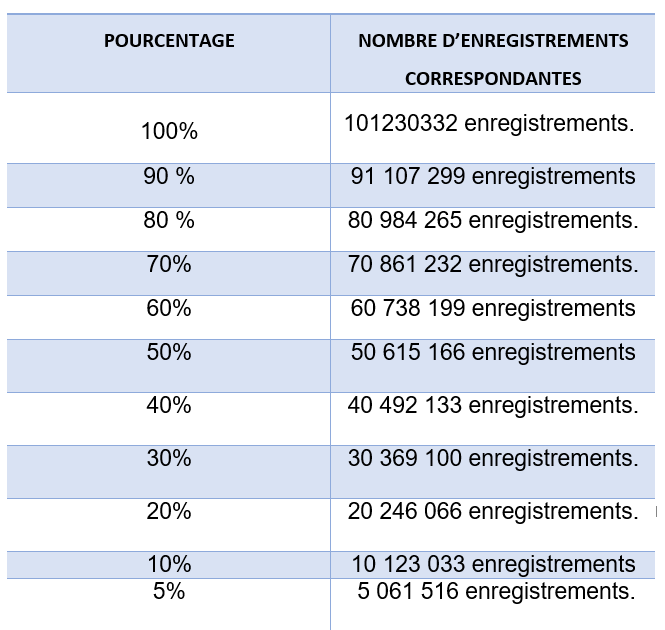 POURCENTAGE
NOMBRE D’ENREGISTREMENTS
CORRESPONDANTES
100%
101230332 enregistrements.
90 %
91 107 299 enregistrements
80 %
80 984 265 enregistrements.
70%
70 861 232 enregistrements.
60%
60 738 199 enregistrements
50%
50 615 166 enregistrements
40%
40 492 133 enregistrements.
30%
30 369 100 enregistrements.
20%
20 246 066 enregistrements.
10%
10 123 033 enregistrements
5%
5 061 516 enregistrements.